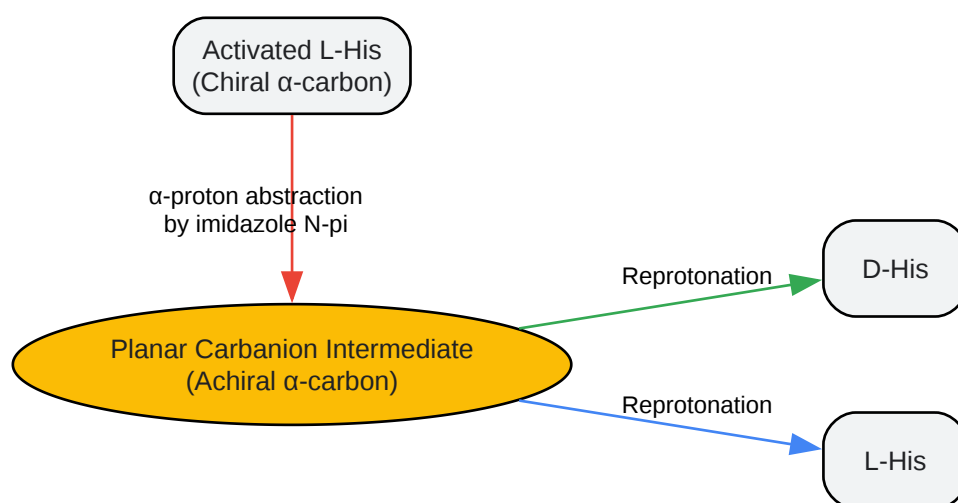 Activated L-His
(Chiral α-carbon)
α-proton abstraction
by imidazole N-pi
Planar Carbanion Intermediate
(Achiral α-carbon)
Reprotonation
D-His
Reprotonation
L-His